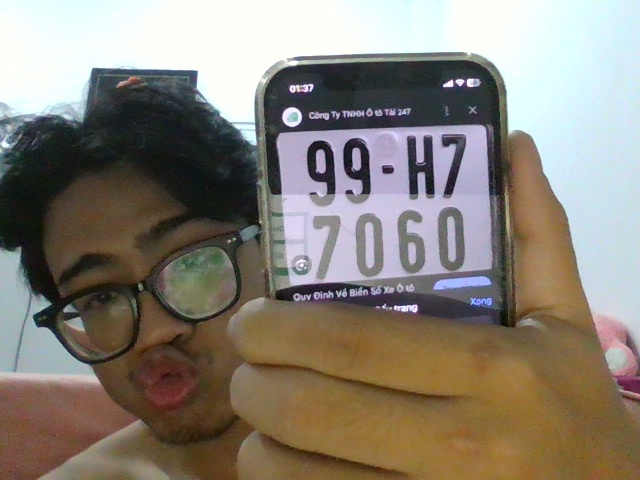 01:37
Công Ty TNHH Ô tô Tải 247
99-H7
7060
Quy Định Về Biển Số Xe Ô tô
trang
Xong